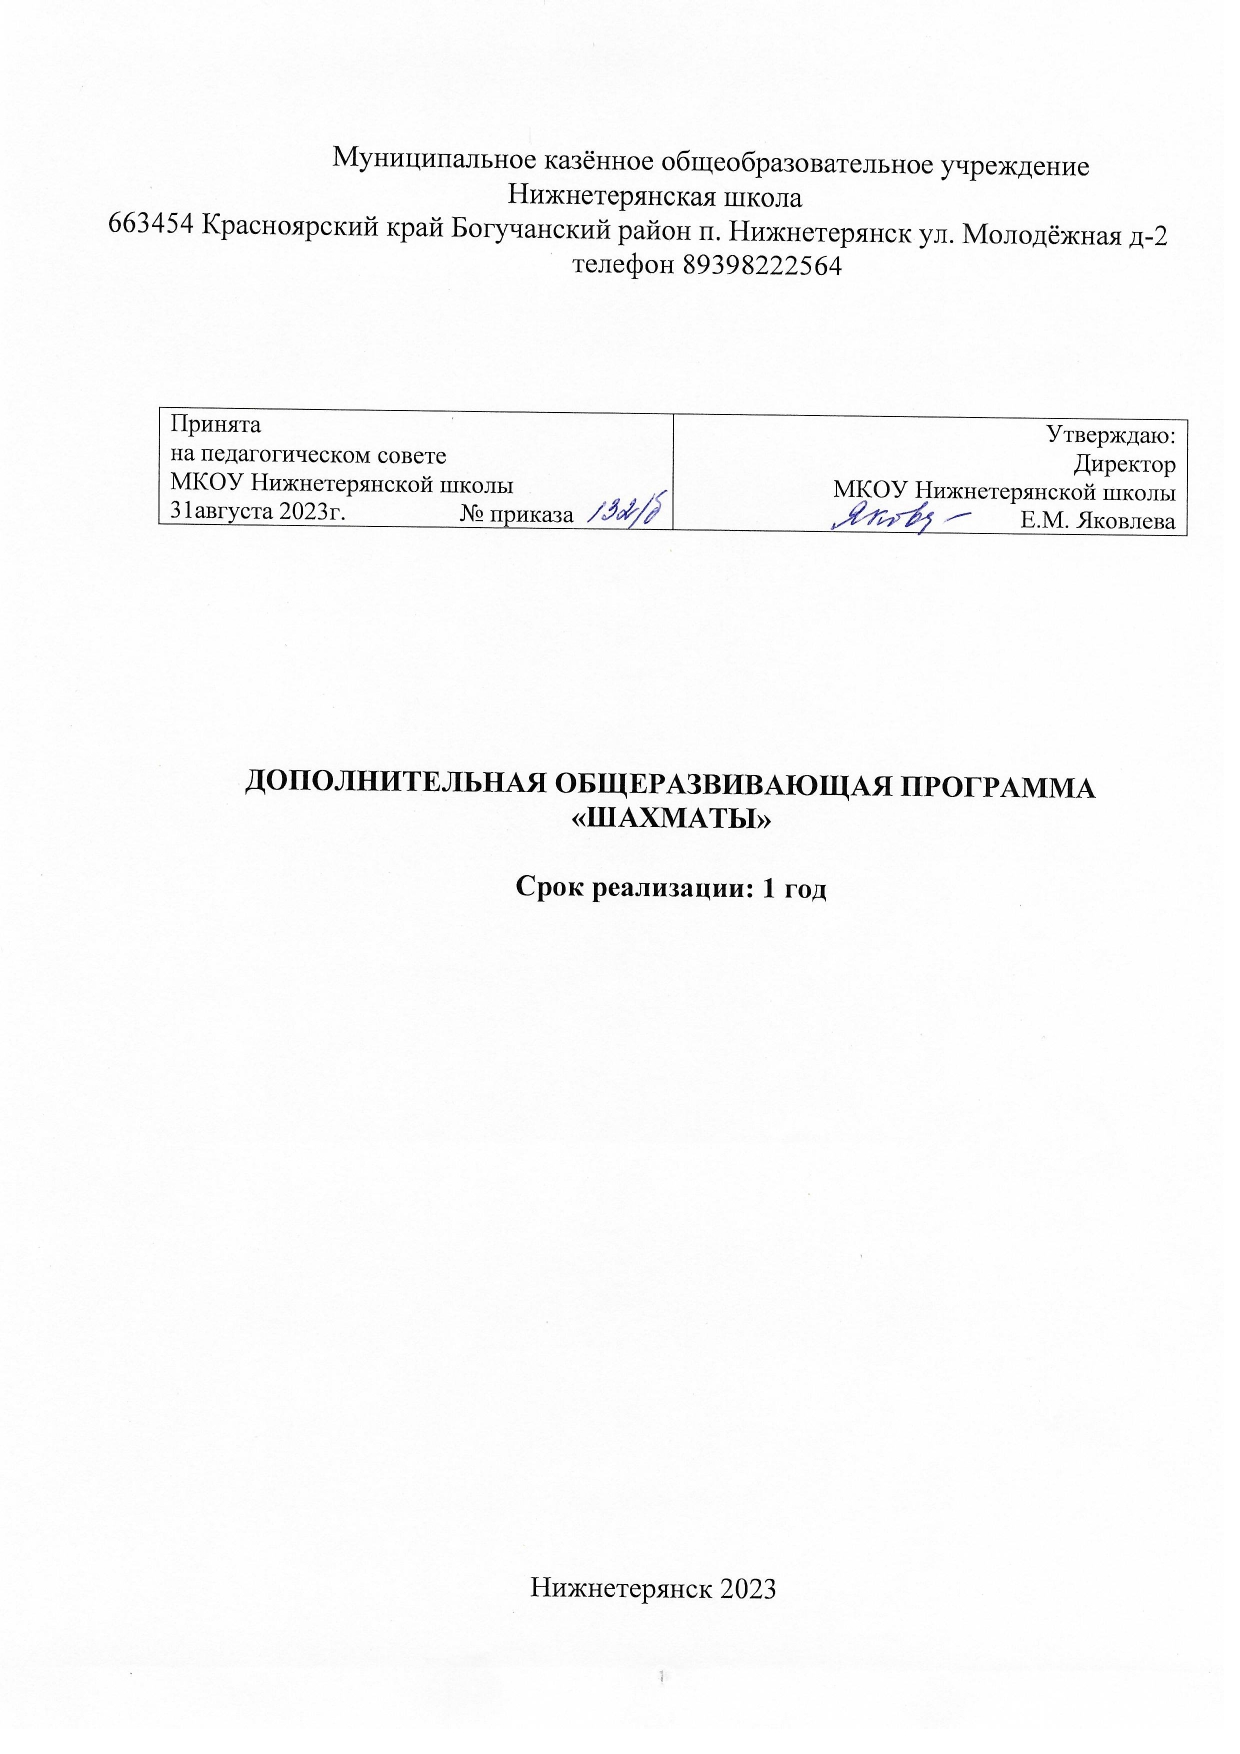 Муниципальное казённое общеобразовательное учреждение
Нижнетерянская школа
663454 Красноярский край Богучанский район п. Нижнетерянск ул. Молодёжная д-2
телефон 89398222564
Принята
на педагогическом совете
МКОУ Нижнетерянской школы
31августа 2023г. № приказа 132/б
Утверждаю:
Директор
МКОУ Нижнетерянской школы
Е.М. Яковлева
ДОПОЛНИТЕЛЬНАЯ ОБЩЕРАЗВИВАЮЩАЯ ПРОГРАММА
«ШАХМАТЫ»
Срок реализации: 1 год
Нижнетерянск 2023
1